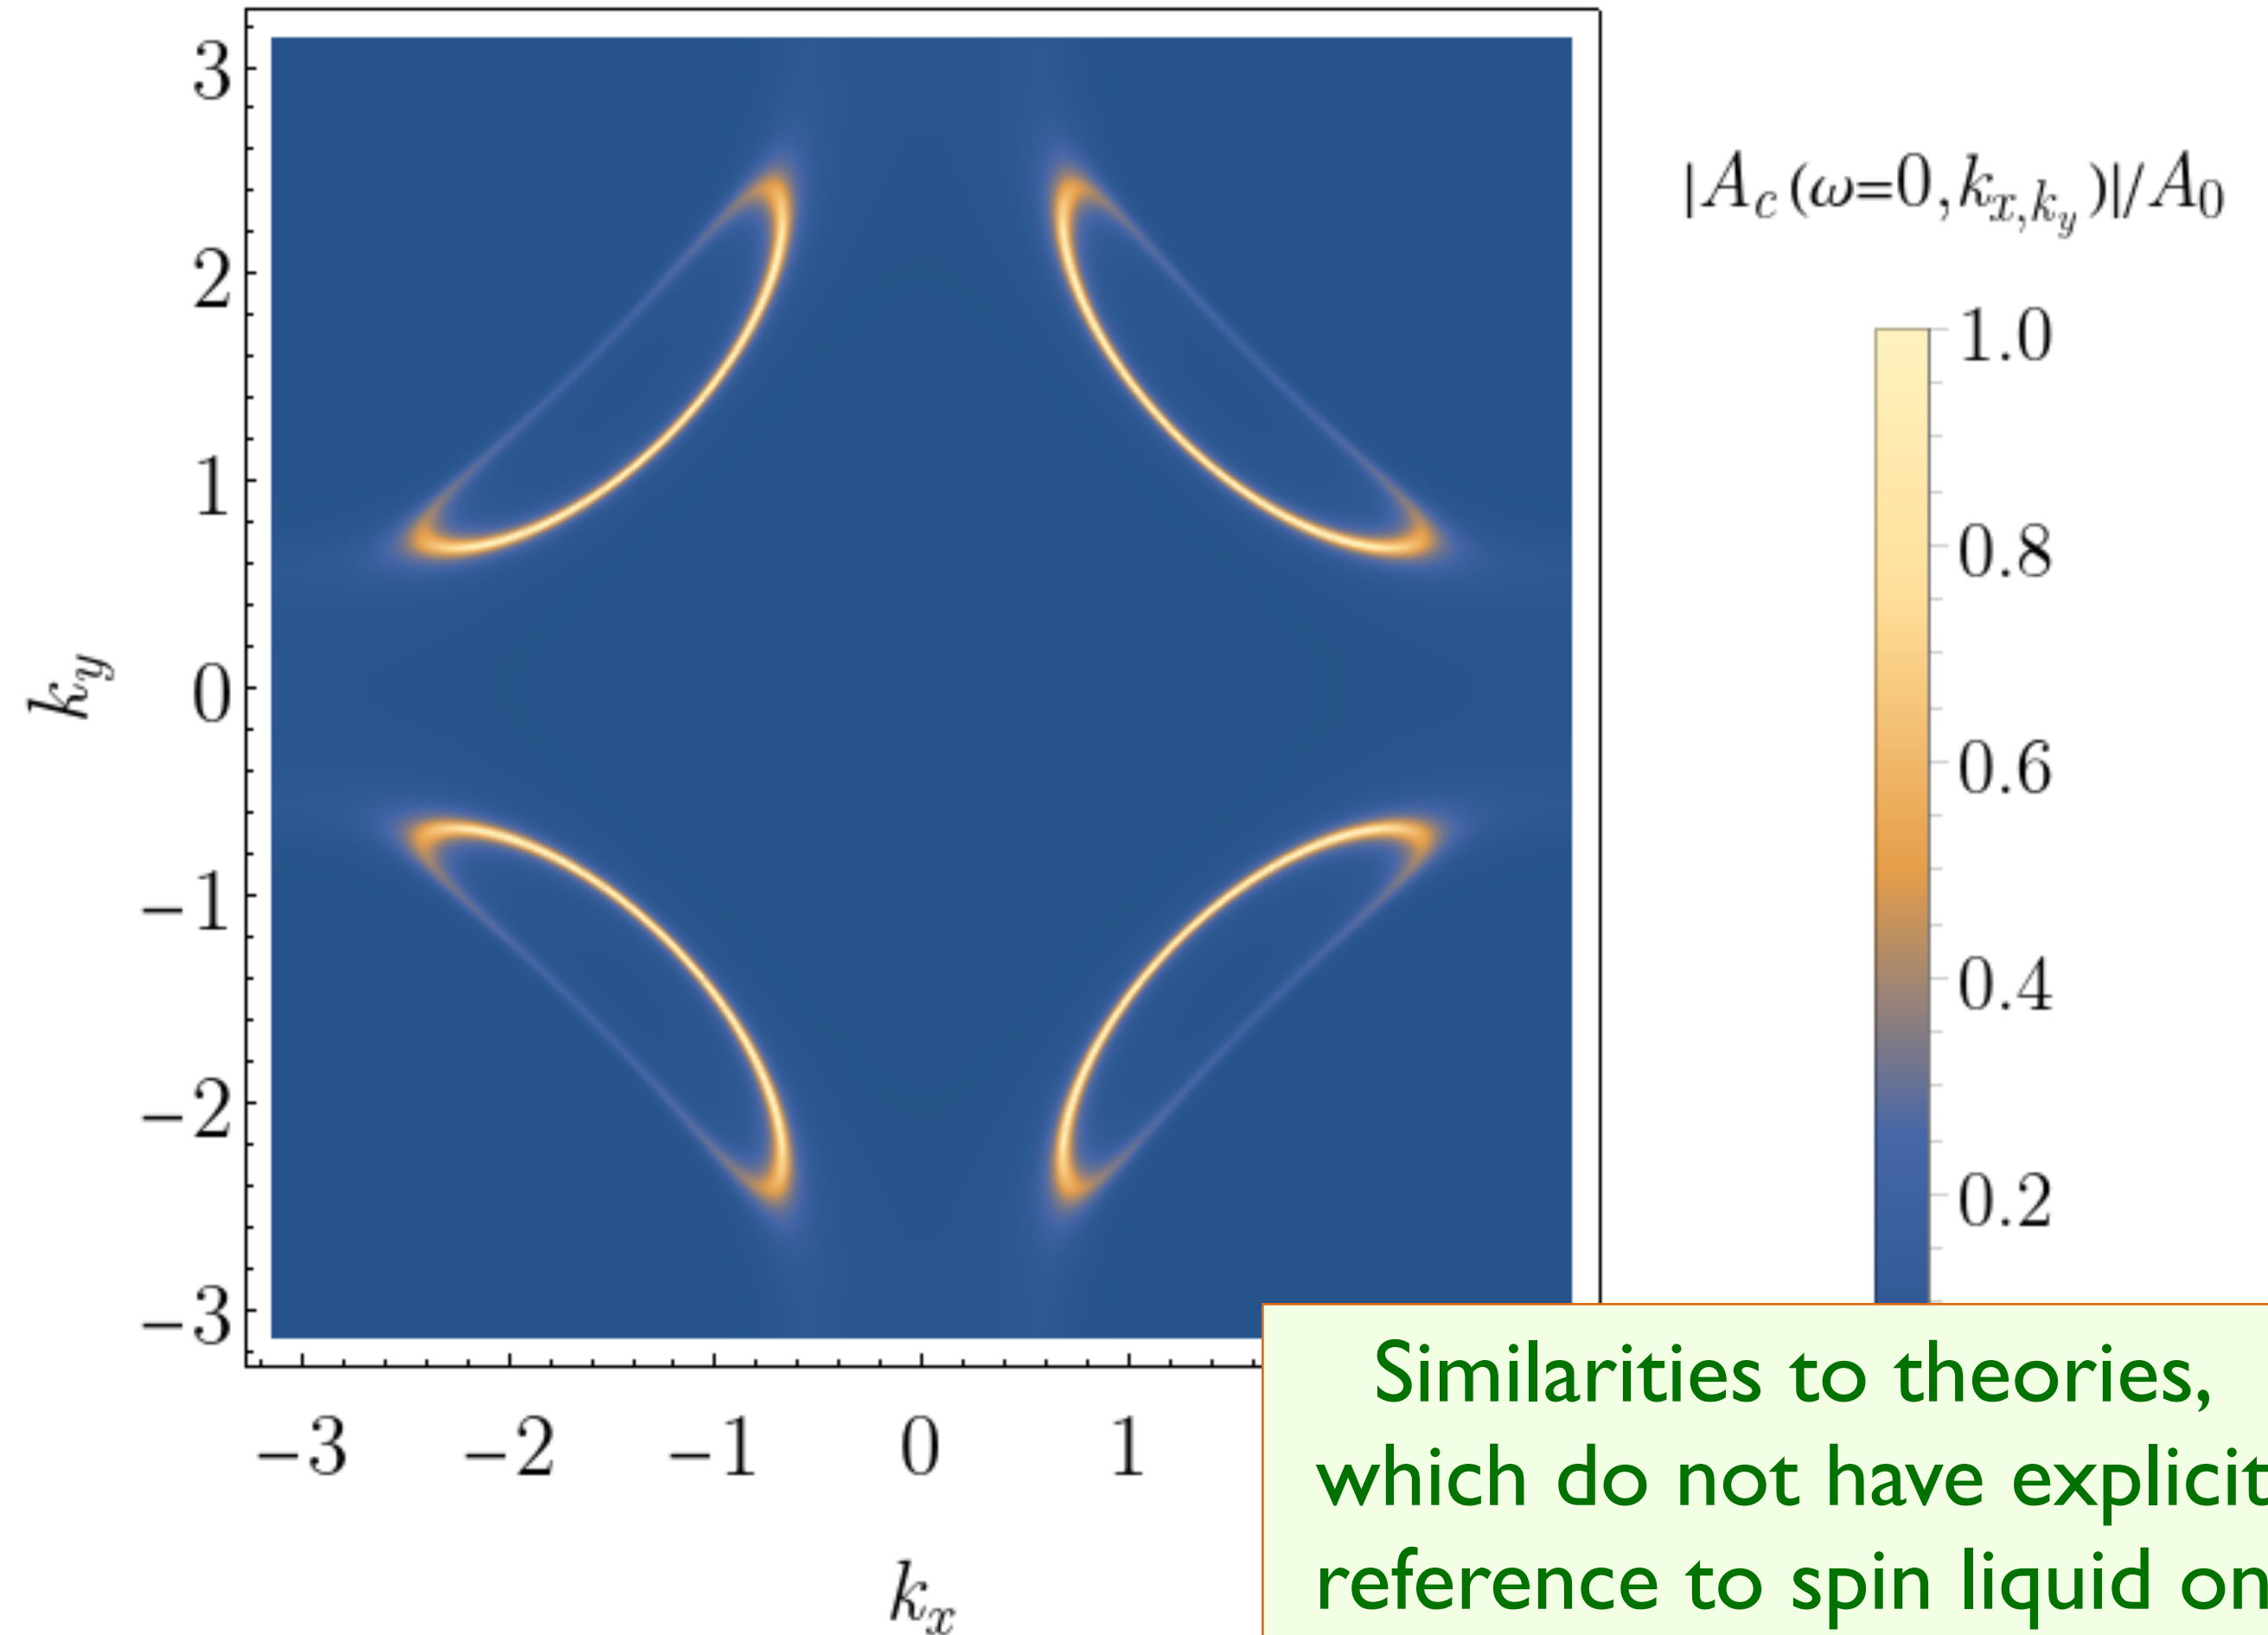 3
2
1
0
−1
−2
−3
k_y
−3 −2 −1 0 1
k_x
|A_c(ω=0,k_{x,k_y})|/A_0
1.0
0.8
0.6
0.4
0.2
Similarities to theories,
which do not have explicit
reference to spin liquid on